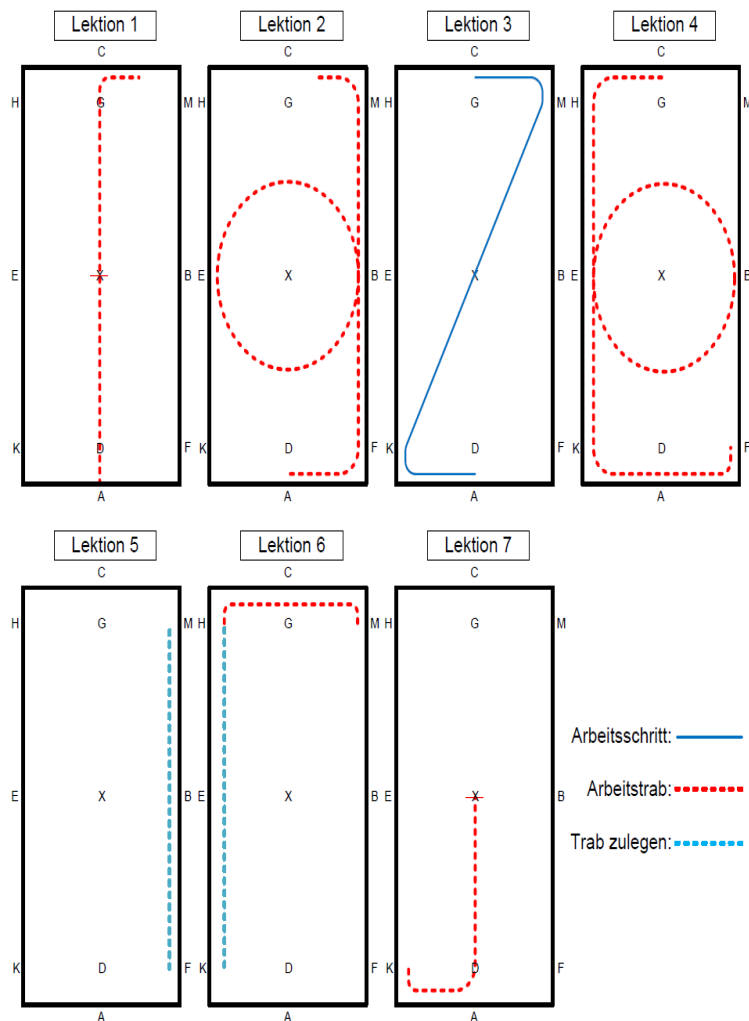 Lektion 1 Lektion 2 Lektion 3 Lektion 4
C C C C
H G M H G M H G M H G M
E X B E X B E X B E X B
K D F K D F K D F K D F
A A A A
Lektion 5 Lektion 6 Lektion 7
C C C
H G M H G M H G M
Arbeitsschritt:
Arbeitstrab:
E X B E X B E X B
Trab zulegen:
K D F K D F K D F
A A A